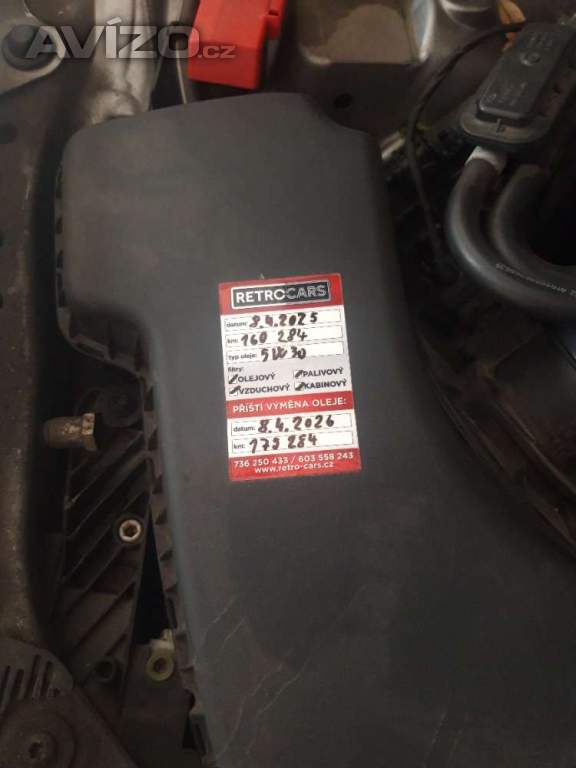 AVÍZO.cz
RETROCARS
datum: 8.4.2025
km: 160 284
typ oleje: 5W30
filtry:
OLEJOVÝ PALIVOVÝ
VZDUCHOVÝ KABINOVÝ
PŘÍŠTÍ VÝMĚNA OLEJE:
datum: 8.4.2026
km: 175 284
736 250 433 / 603 558 243
www.retro-cars.cz